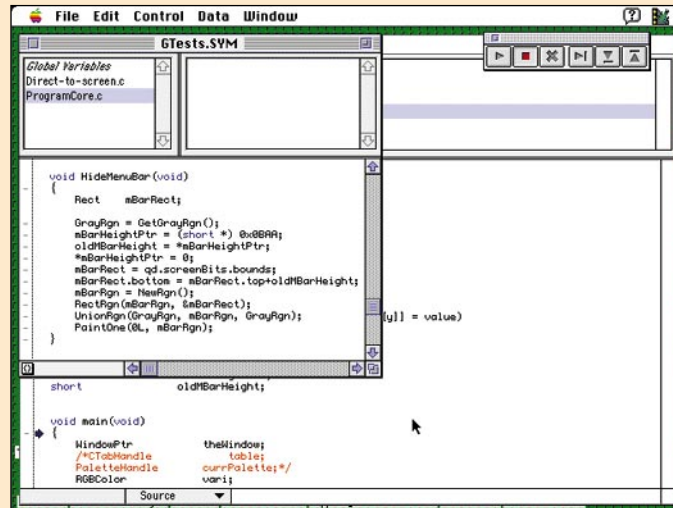 File Edit Control Data Window
GTests.SYM
Global Variables
Direct-to-screen.c
ProgramCore.c
void HideMenuBar(void)
{
Rect mBarRect;
GrayRgn = GetGrayRgn();
mBarHeightPtr = (short *) 0x0BAA;
oldMBarHeight = *mBarHeightPtr;
*mBarHeightPtr = 0;
mBarRect = qd.screenBits.bounds;
mBarRect.bottom = mBarRect.top+oldMBarHeight;
mBarRgn = NewRgn();
RectRgn(mBarRgn, &mBarRect);
UnionRgn(GrayRgn, mBarRgn, GrayRgn);
PaintOne(0L, mBarRgn);
}
[y]] = value)
short oldMBarHeight;
void main(void)
{
WindowPtr theWindow;
/*CTabHandle table;
PaletteHandle currPalette;*/
RGBColor vari;
Source